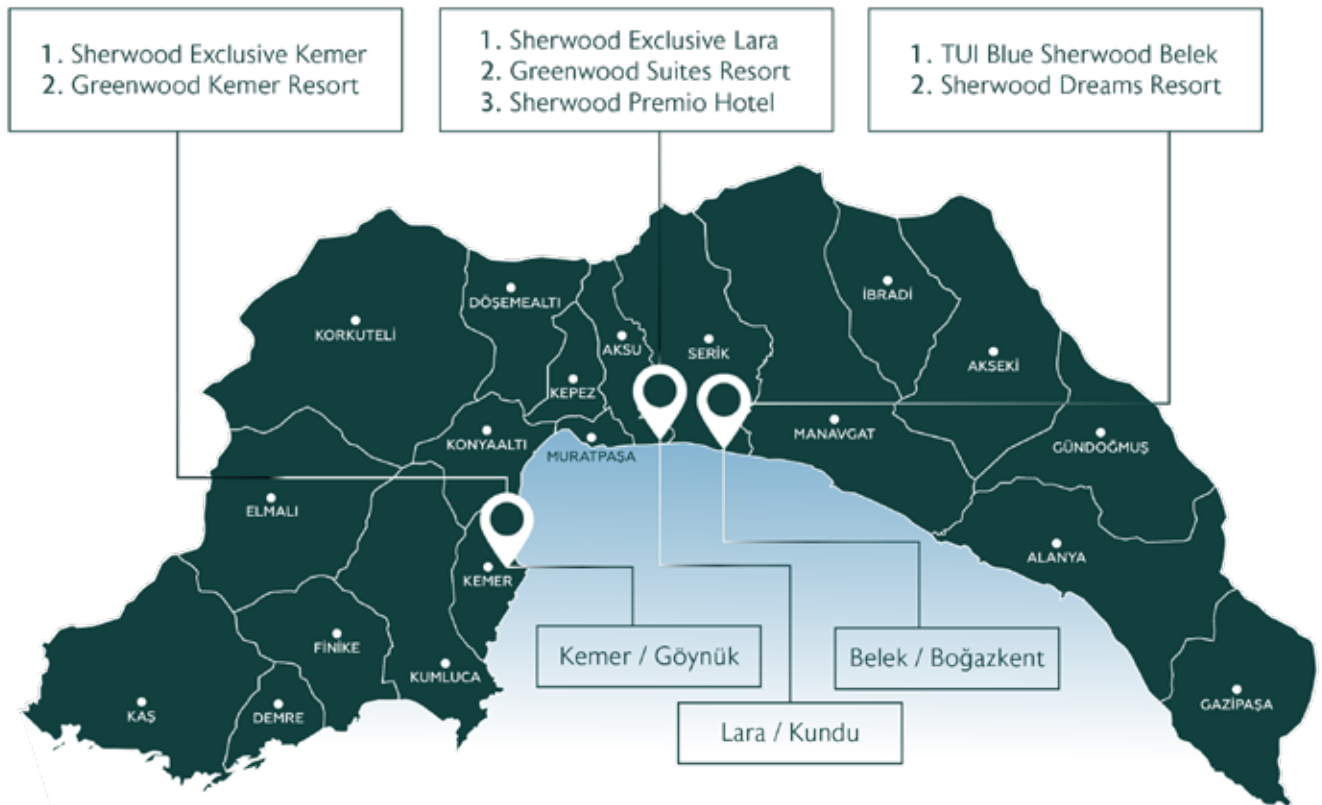 1. Sherwood Exclusive Kemer
2. Greenwood Kemer Resort
1. Sherwood Exclusive Lara
2. Greenwood Suites Resort
3. Sherwood Premio Hotel
1. TUI Blue Sherwood Belek
2. Sherwood Dreams Resort
KORKUTELİ
DÖŞEMEALTI
KEPEZ
AKSU
SERİK
İBRADİ
AKSEKİ
KONYAALTI
MURATPAŞA
MANAVGAT
GÜNDOĞMUŞ
ELMALI
KEMER
ALANYA
FİNİKE
KUMLUCA
KAŞ
DEMRE
GAZİPAŞA
Kemer / Göynük
Belek / Boğazkent
Lara / Kundu